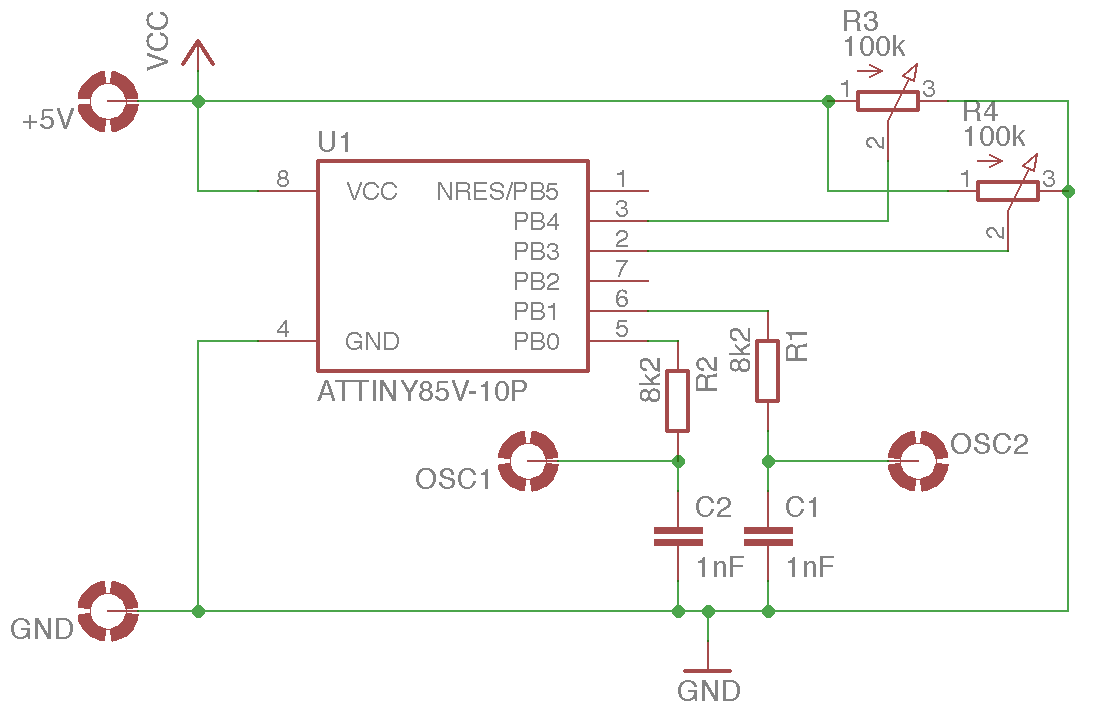 VCC
+5V
R3
100k
1
3
2
R4
100k
1
3
2
U1
8
VCC
NRES/PB5
1
PB4
3
PB3
2
PB2
7
PB1
6
4
GND
PB0
5
ATTINY85V-10P
8k2
R2
8k2
R1
OSC1
OSC2
C2
1nF
C1
1nF
GND
GND